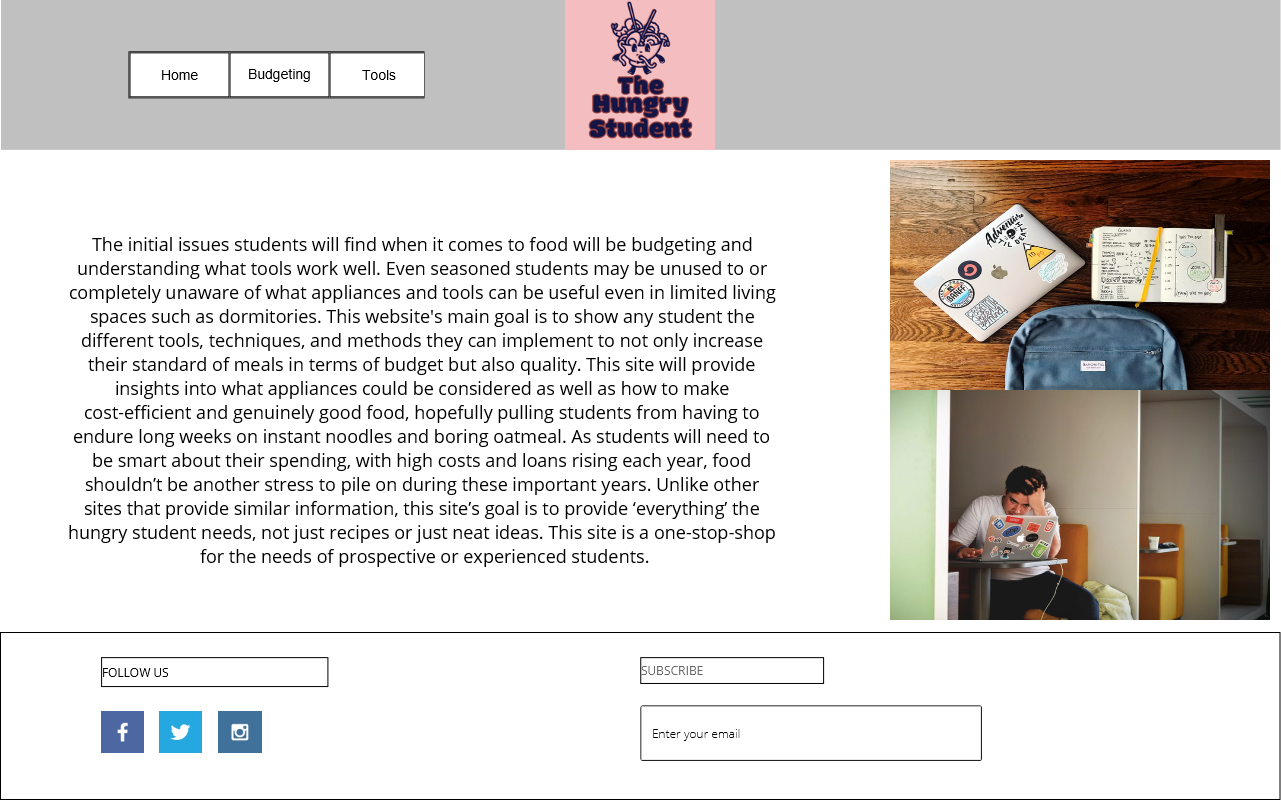 Home
Budgeting
Tools
The
Hungry
Student
The initial issues students will find when it comes to food will be budgeting and
understanding what tools work well. Even seasoned students may be unused to or
completely unaware of what appliances and tools can be useful even in limited living
spaces such as dormitories. This website's main goal is to show any student the
different tools, techniques, and methods they can implement to not only increase
their standard of meals in terms of budget but also quality. This site will provide
insights into what appliances could be considered as well as how to make
cost-efficient and genuinely good food, hopefully pulling students from having to
endure long weeks on instant noodles and boring oatmeal. As students will need to
be smart about their spending, with high costs and loans rising each year, food
shouldn’t be another stress to pile on during these important years. Unlike other
sites that provide similar information, this site’s goal is to provide ‘everything’ the
hungry student needs, not just recipes or just neat ideas. This site is a one-stop-shop
for the needs of prospective or experienced students.
Adventure
FOLLOW US
SUBSCRIBE
Enter your email